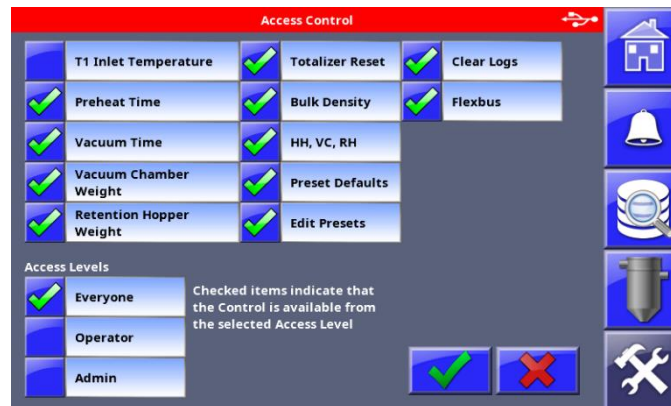 Access Control
T1 Inlet Temperature
Totalizer Reset
Clear Logs
Preheat Time
Bulk Density
Flexbus
Vacuum Time
HH, VC, RH
Vacuum Chamber
Weight
Preset Defaults
Retention Hopper
Weight
Edit Presets
Access Levels
Everyone
Operator
Admin
Checked items indicate that
the Control is available from
the selected Access Level